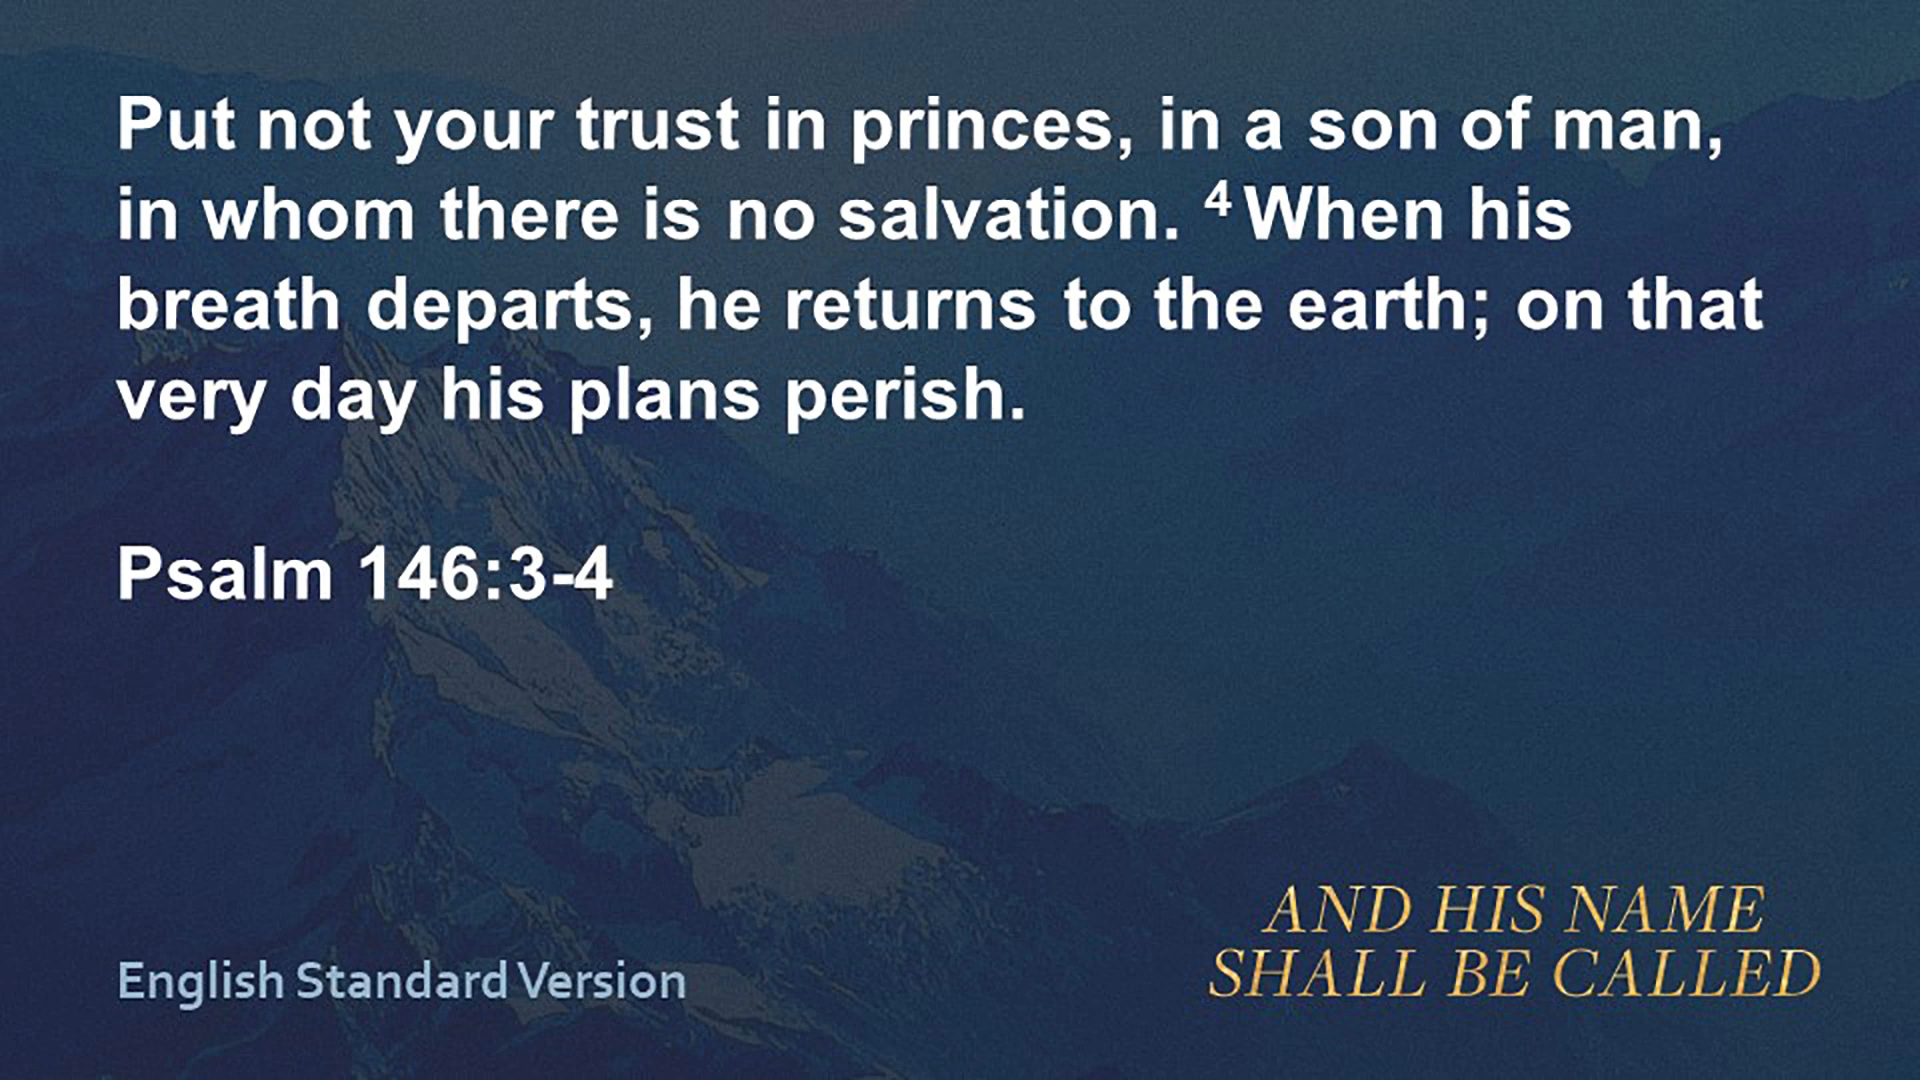 Put not your trust in princes, in a son of man,
in whom there is no salvation. 4 When his
breath departs, he returns to the earth; on that
very day his plans perish.
Psalm 146:3-4
English Standard Version
AND HIS NAME
SHALL BE CALLED